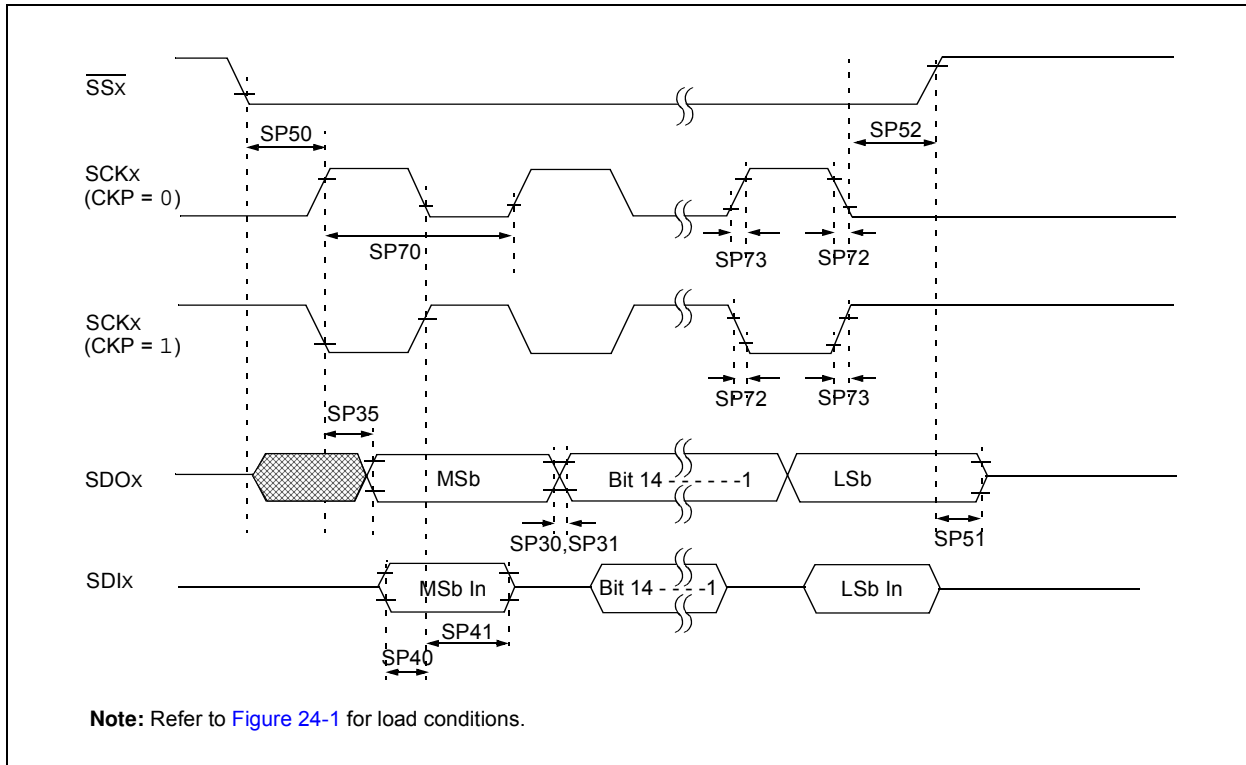 SSx
SP50
SP52
SCKx
(CKP = 0)
SP70
SP73
SP72
SCKx
(CKP = 1)
SP72
SP73
SP35
SDOx
MSb
Bit 14 - - - - - -1
LSb
SP30,SP31
SP51
SDIx
MSb In
Bit 14 - - - -1
LSb In
SP41
SP40
Note: Refer to Figure 24-1 for load conditions.